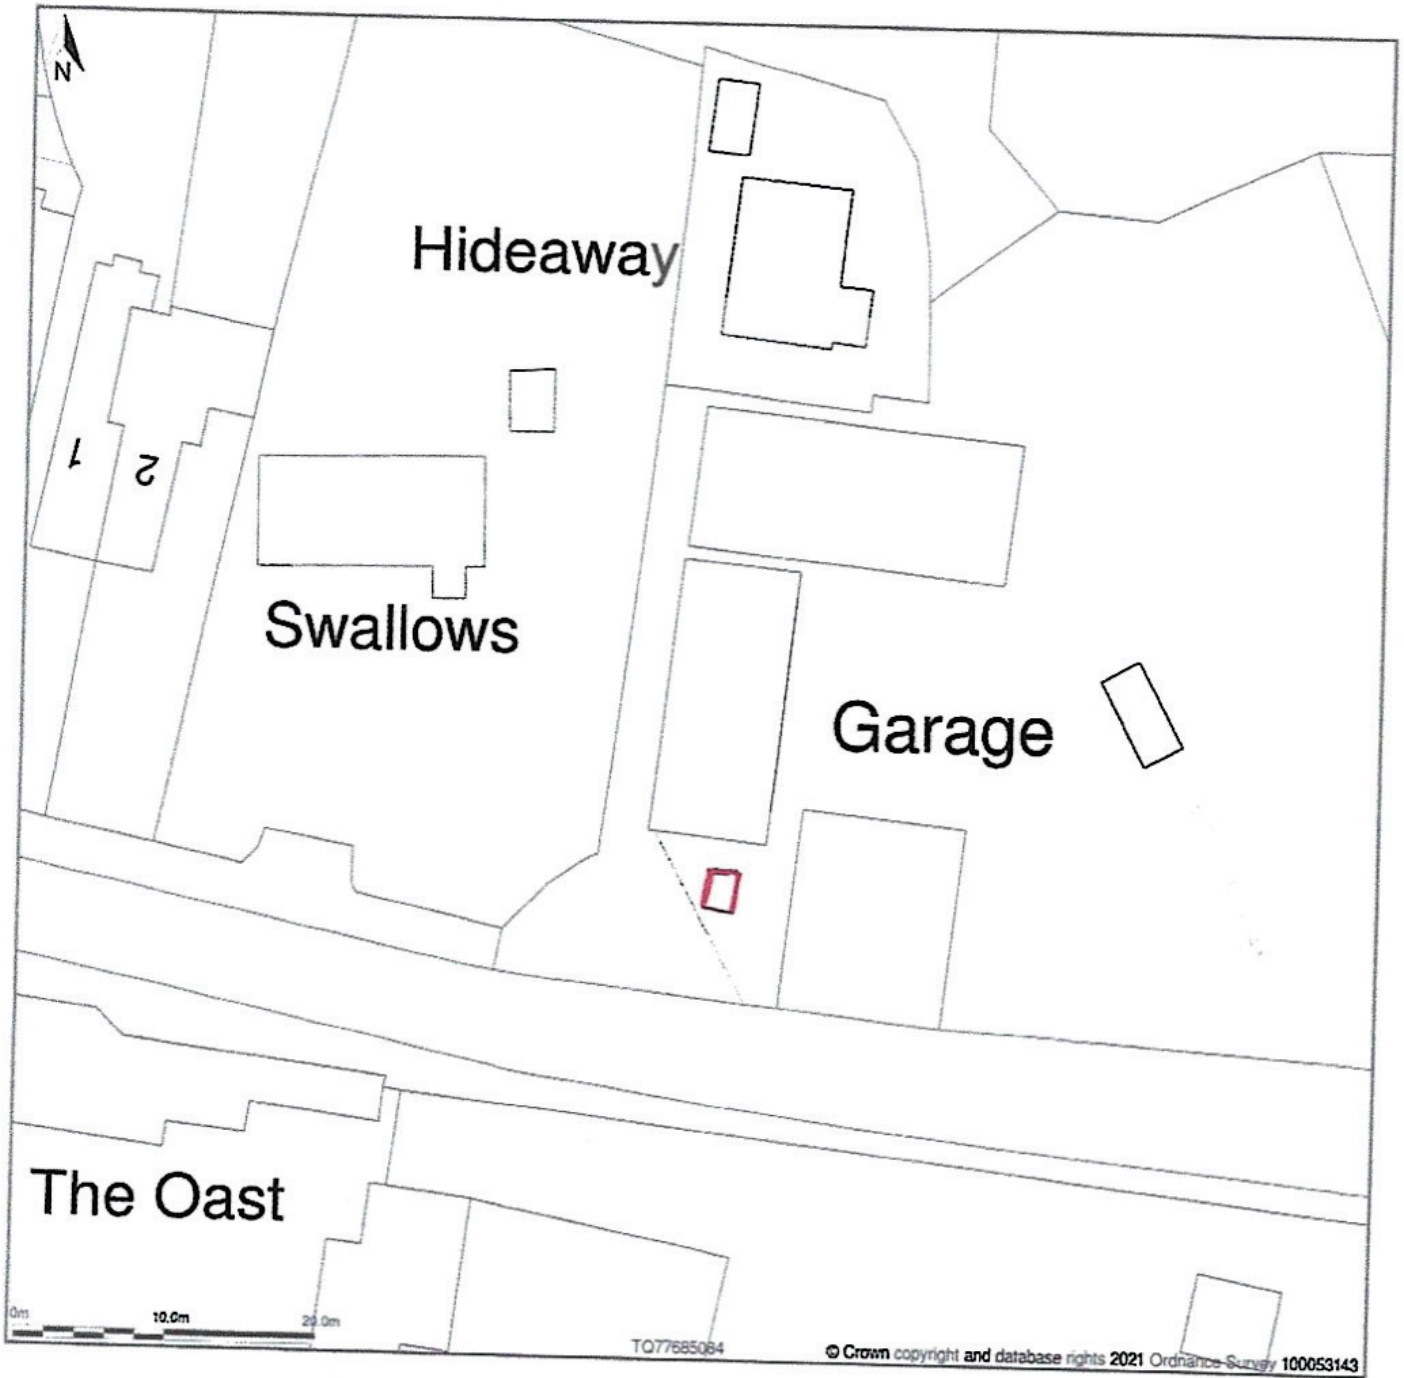 N
Hideaway
1
2
Swallows
Garage
The Oast
0m 10.0m 20.0m
TQ77685084
© Crown copyright and database rights 2021 Ordnance Survey 100053143